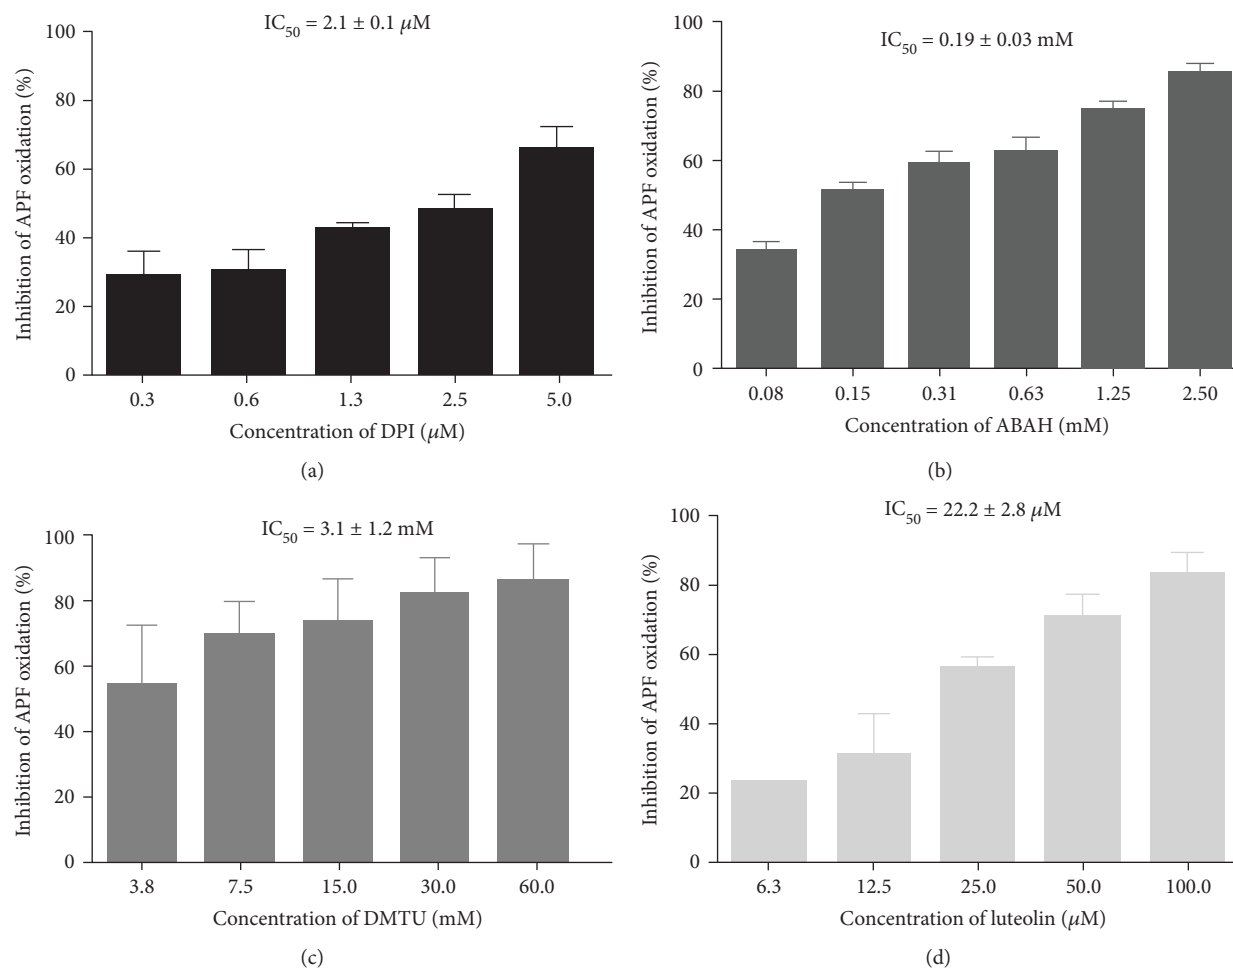 IC50 = 2.1 ± 0.1 μM
Inhibition of APF oxidation (%)
100
80
60
40
20
0
0.3 0.6 1.3 2.5 5.0
Concentration of DPI (μM)
(a)
IC50 = 0.19 ± 0.03 mM
Inhibition of APF oxidation (%)
100
80
60
40
20
0
0.08 0.15 0.31 0.63 1.25 2.50
Concentration of ABAH (mM)
(b)
IC50 = 3.1 ± 1.2 mM
Inhibition of APF oxidation (%)
100
80
60
40
20
0
3.8 7.5 15.0 30.0 60.0
Concentration of DMTU (mM)
(c)
IC50 = 22.2 ± 2.8 μM
Inhibition of APF oxidation (%)
100
80
60
40
20
0
6.3 12.5 25.0 50.0 100.0
Concentration of luteolin (μM)
(d)